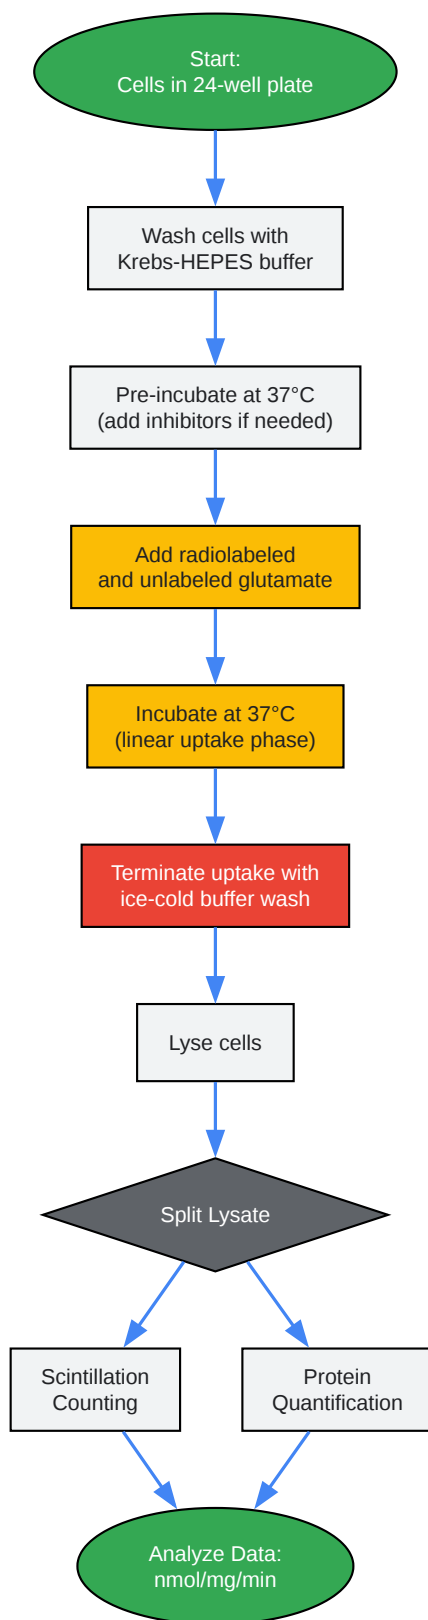 Start:
Cells in 24-well plate
Wash cells with
Krebs-HEPES buffer
Pre-incubate at 37°C
(add inhibitors if needed)
Add radiolabeled
and unlabeled glutamate
Incubate at 37°C
(linear uptake phase)
Terminate uptake with
ice-cold buffer wash
Lyse cells
Split Lysate
Scintillation
Counting
Protein
Quantification
Analyze Data:
nmol/mg/min